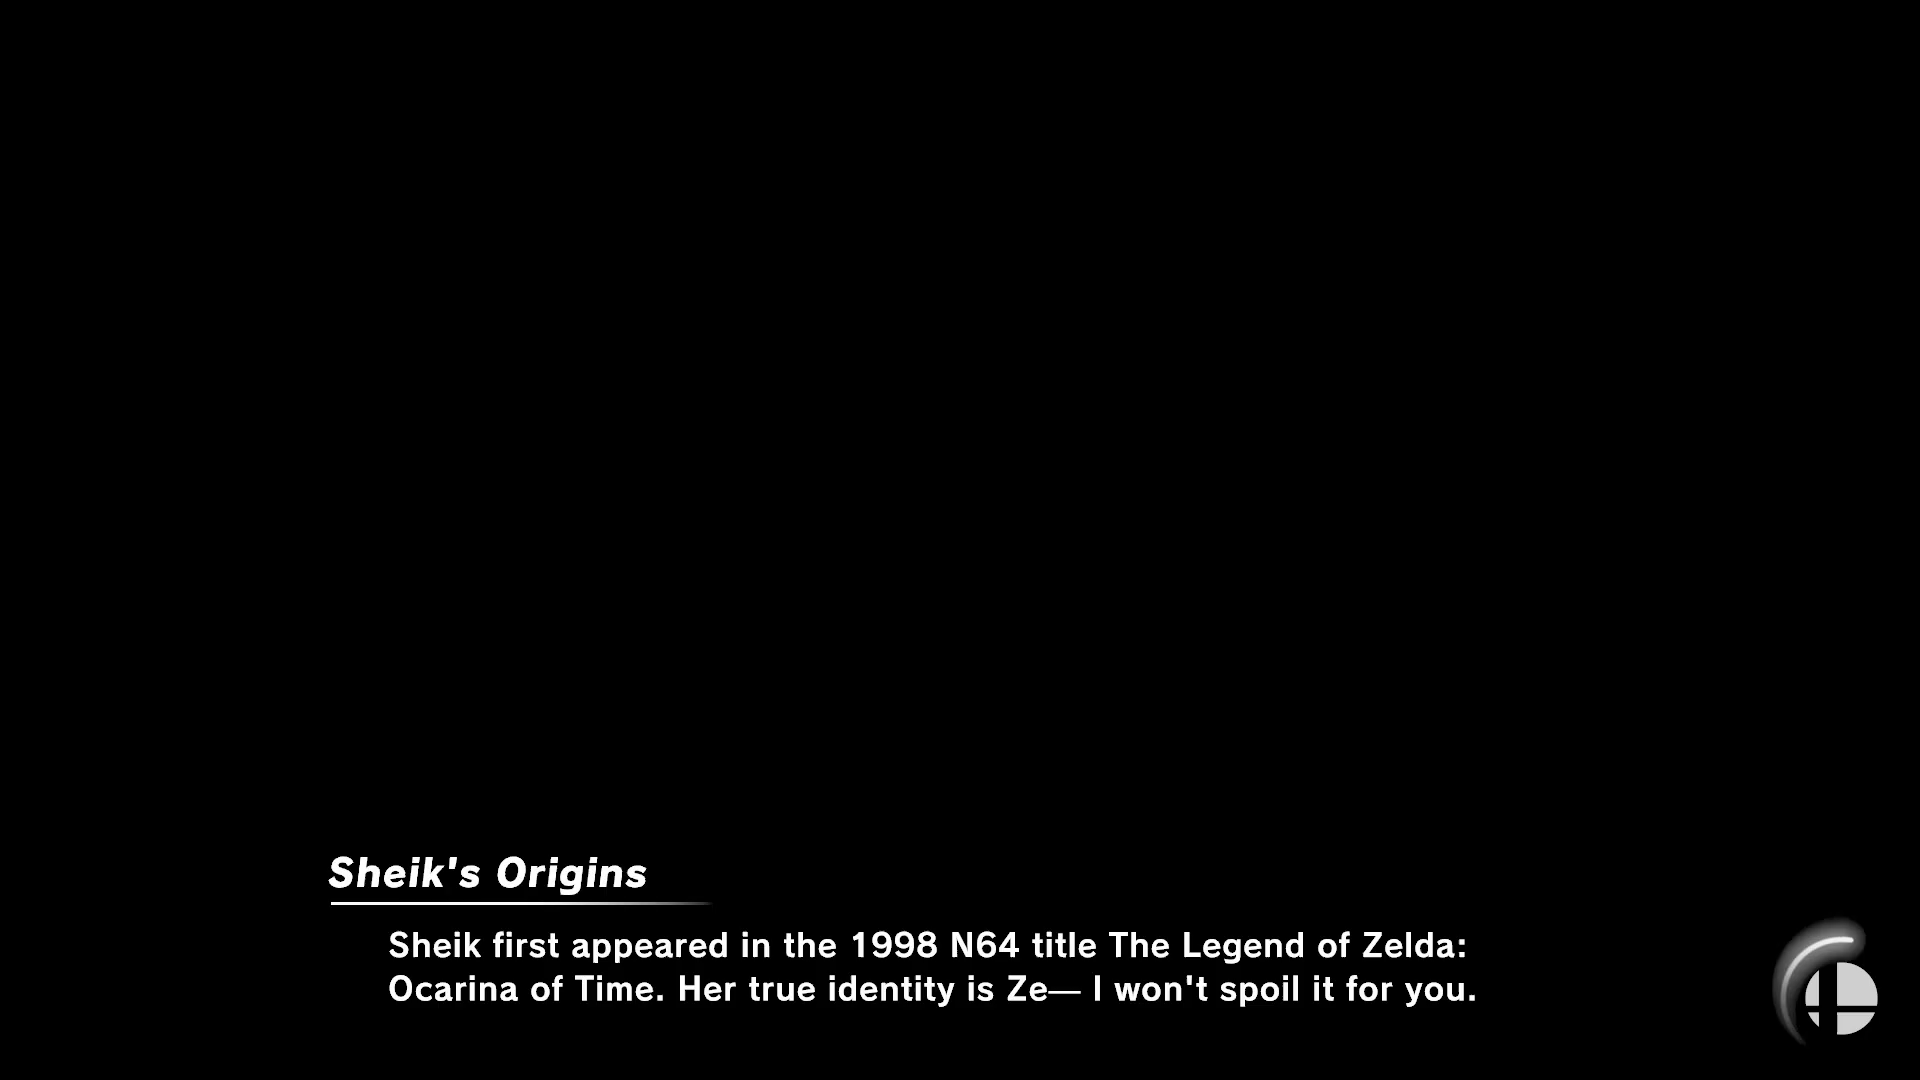 Sheik's Origins
Sheik first appeared in the 1998 N64 title The Legend of Zelda:
Ocarina of Time. Her true identity is Ze— I won't spoil it for you.